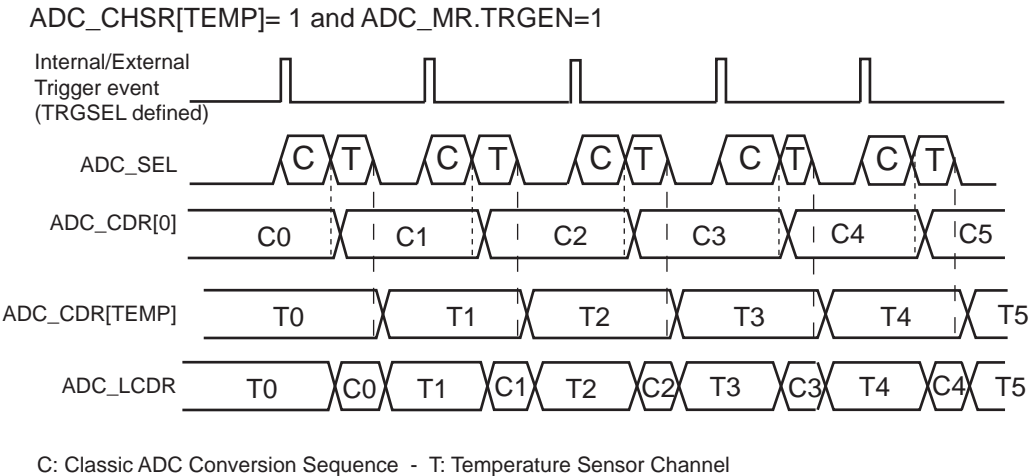 ADC_CHSR[TEMP]= 1 and ADC_MR.TRGEN=1
Internal/External
Trigger event
(TRGSEL defined)
ADC_SEL C T C T C T C T C T
ADC_CDR[0] C0 C1 C2 C3 C4 C5
ADC_CDR[TEMP] T0 T1 T2 T3 T4 T5
ADC_LCDR T0 C0 T1 C1 T2 C2 T3 C3 T4 C4 T5
C: Classic ADC Conversion Sequence - T: Temperature Sensor Channel